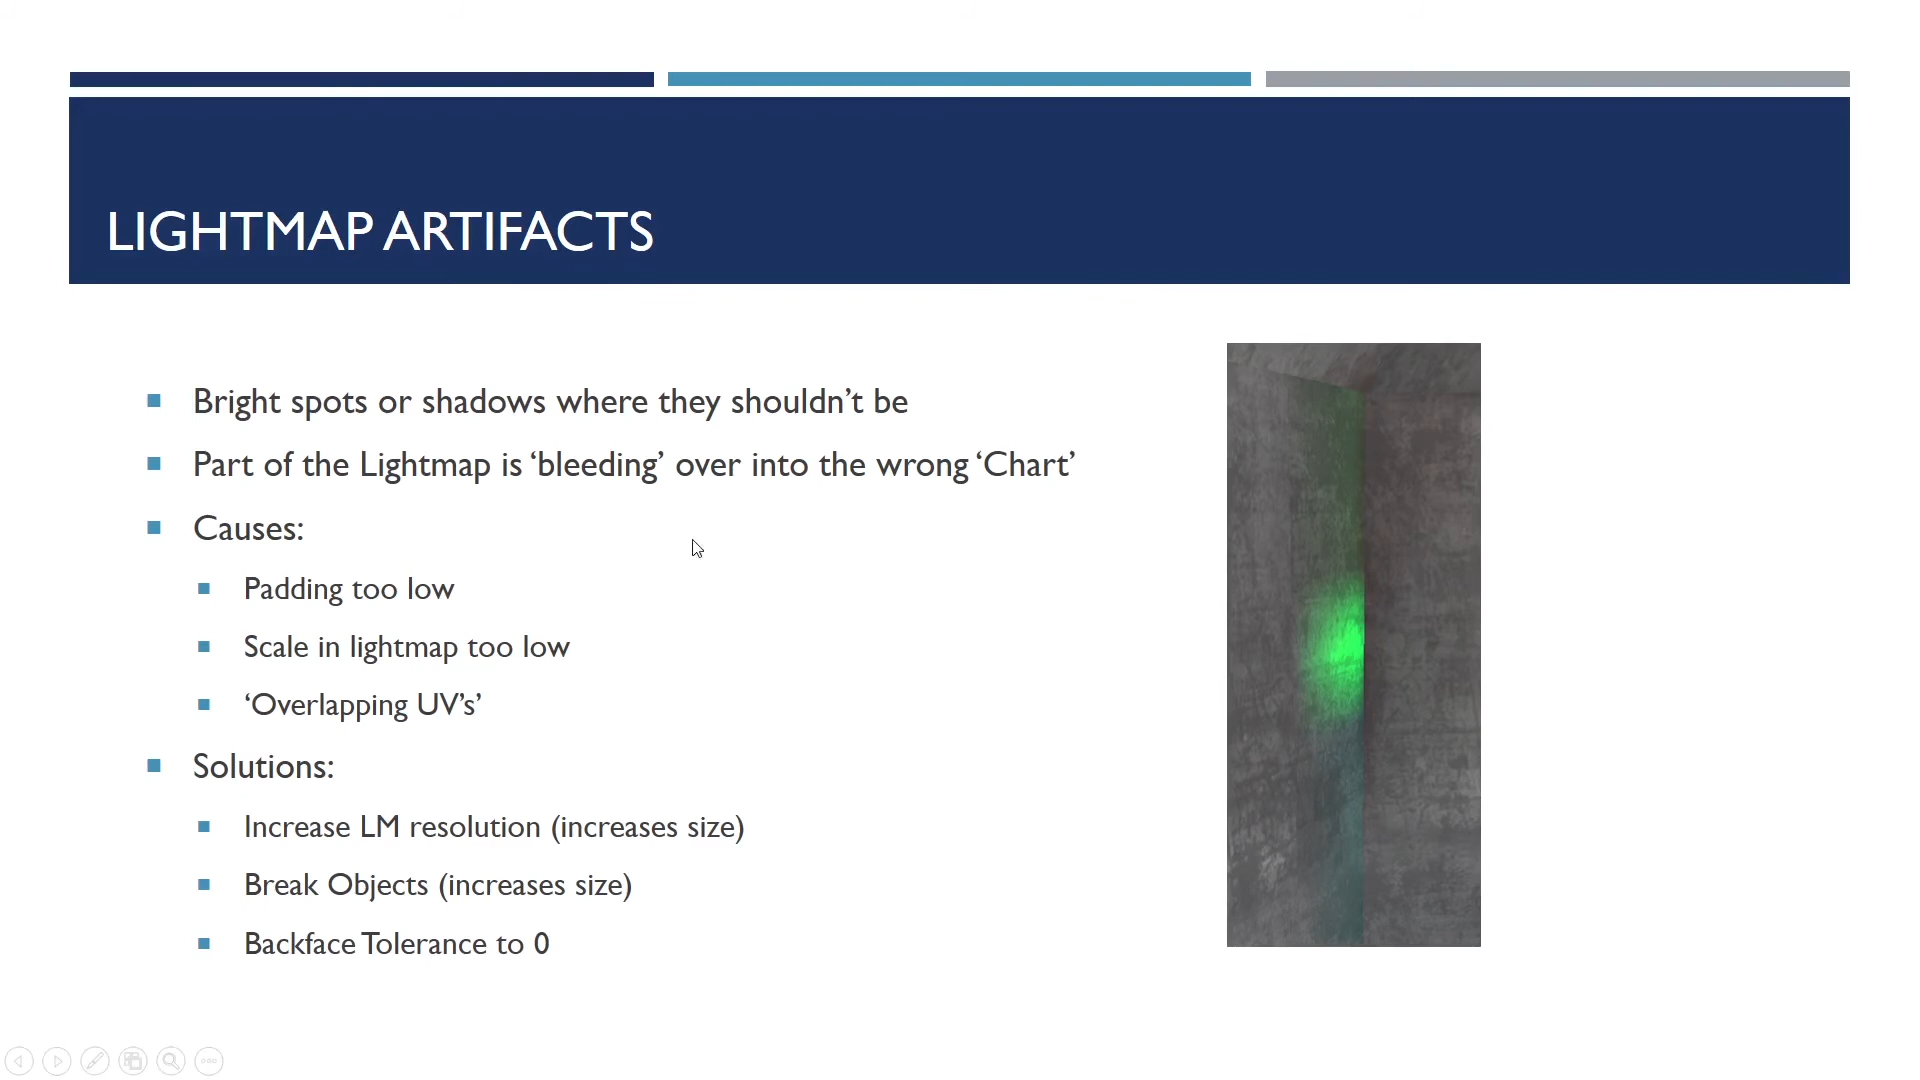 LIGHTMAP ARTIFACTS
Bright spots or shadows where they shouldn’t be
Part of the Lightmap is ‘bleeding’ over into the wrong ‘Chart’
Causes:
Padding too low
Scale in lightmap too low
‘Overlapping UV’s’
Solutions:
Increase LM resolution (increases size)
Break Objects (increases size)
Backface Tolerance to 0